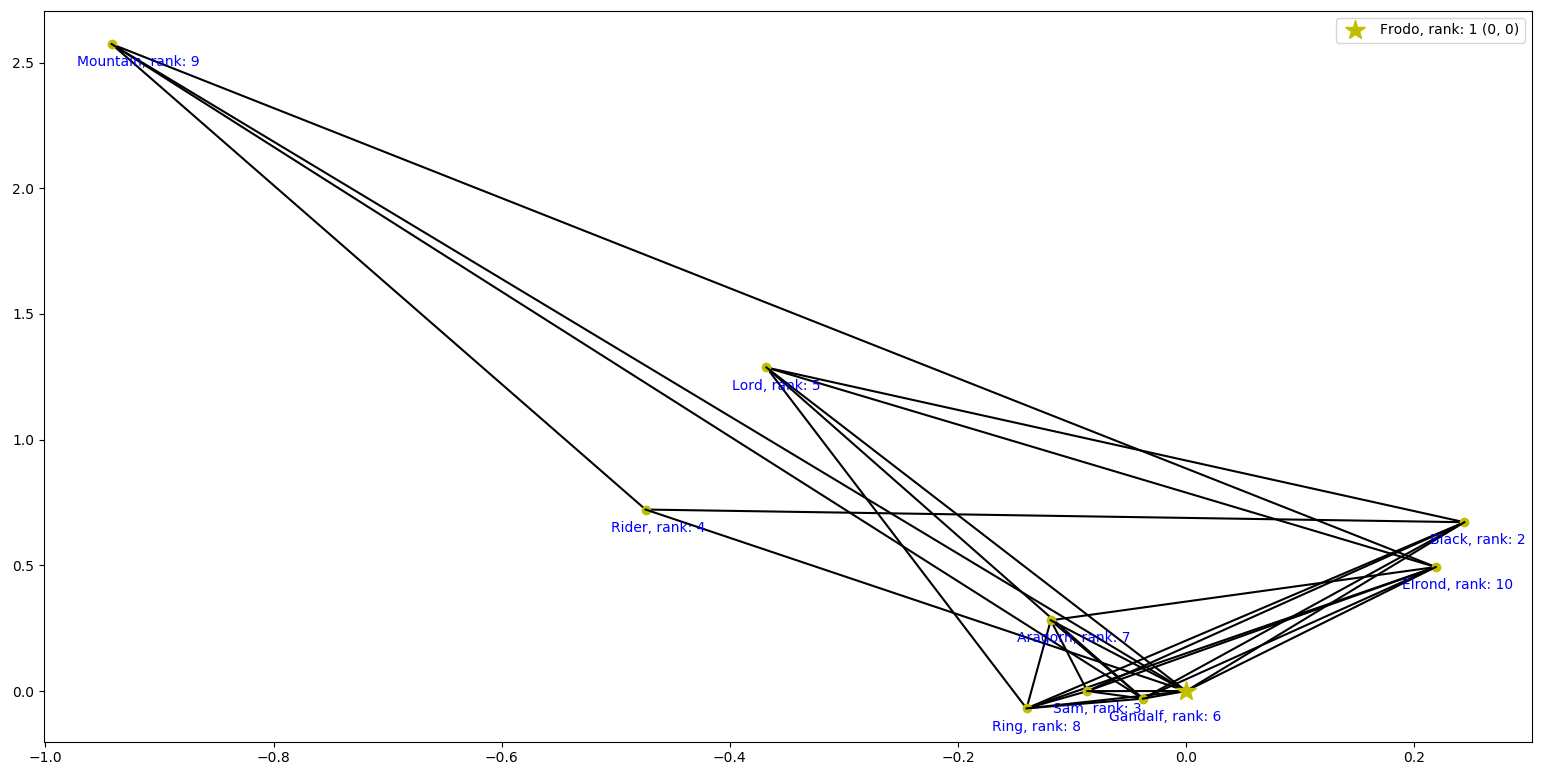 Frodo, rank: 1 (0, 0)
2.5
Mountain, rank: 9
2.0
1.5
Lord, rank: 5
1.0
Rider, rank: 4
Black, rank: 2
0.5
Elrond, rank: 10
Aragorn, rank: 7
0.0
Sam, rank: 3
Gandalf, rank: 6
Ring, rank: 8
−1.0 −0.8 −0.6 −0.4 −0.2 0.0 0.2